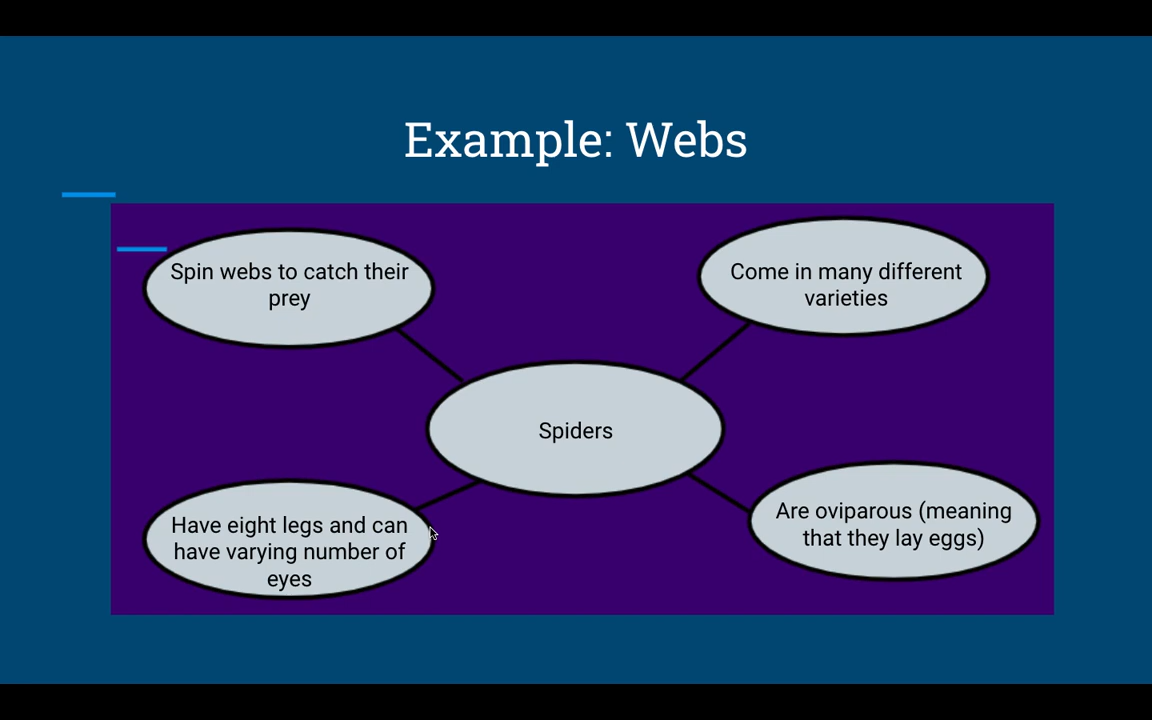 Example: Webs
Spin webs to catch their
prey
Come in many different
varieties
Spiders
Have eight legs and can
have varying number of
eyes
Are oviparous (meaning
that they lay eggs)